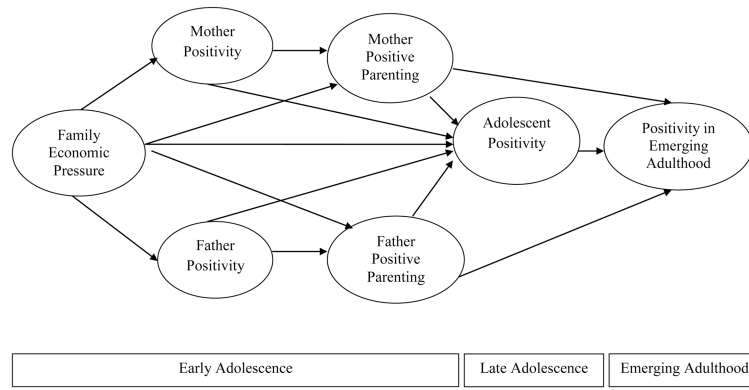 Mother
Positivity
Mother
Positive
Parenting
Family
Economic
Pressure
Adolescent
Positivity
Positivity in
Emerging
Adulthood
Father
Positivity
Father
Positive
Parenting
Early Adolescence
Late Adolescence
Emerging Adulthood